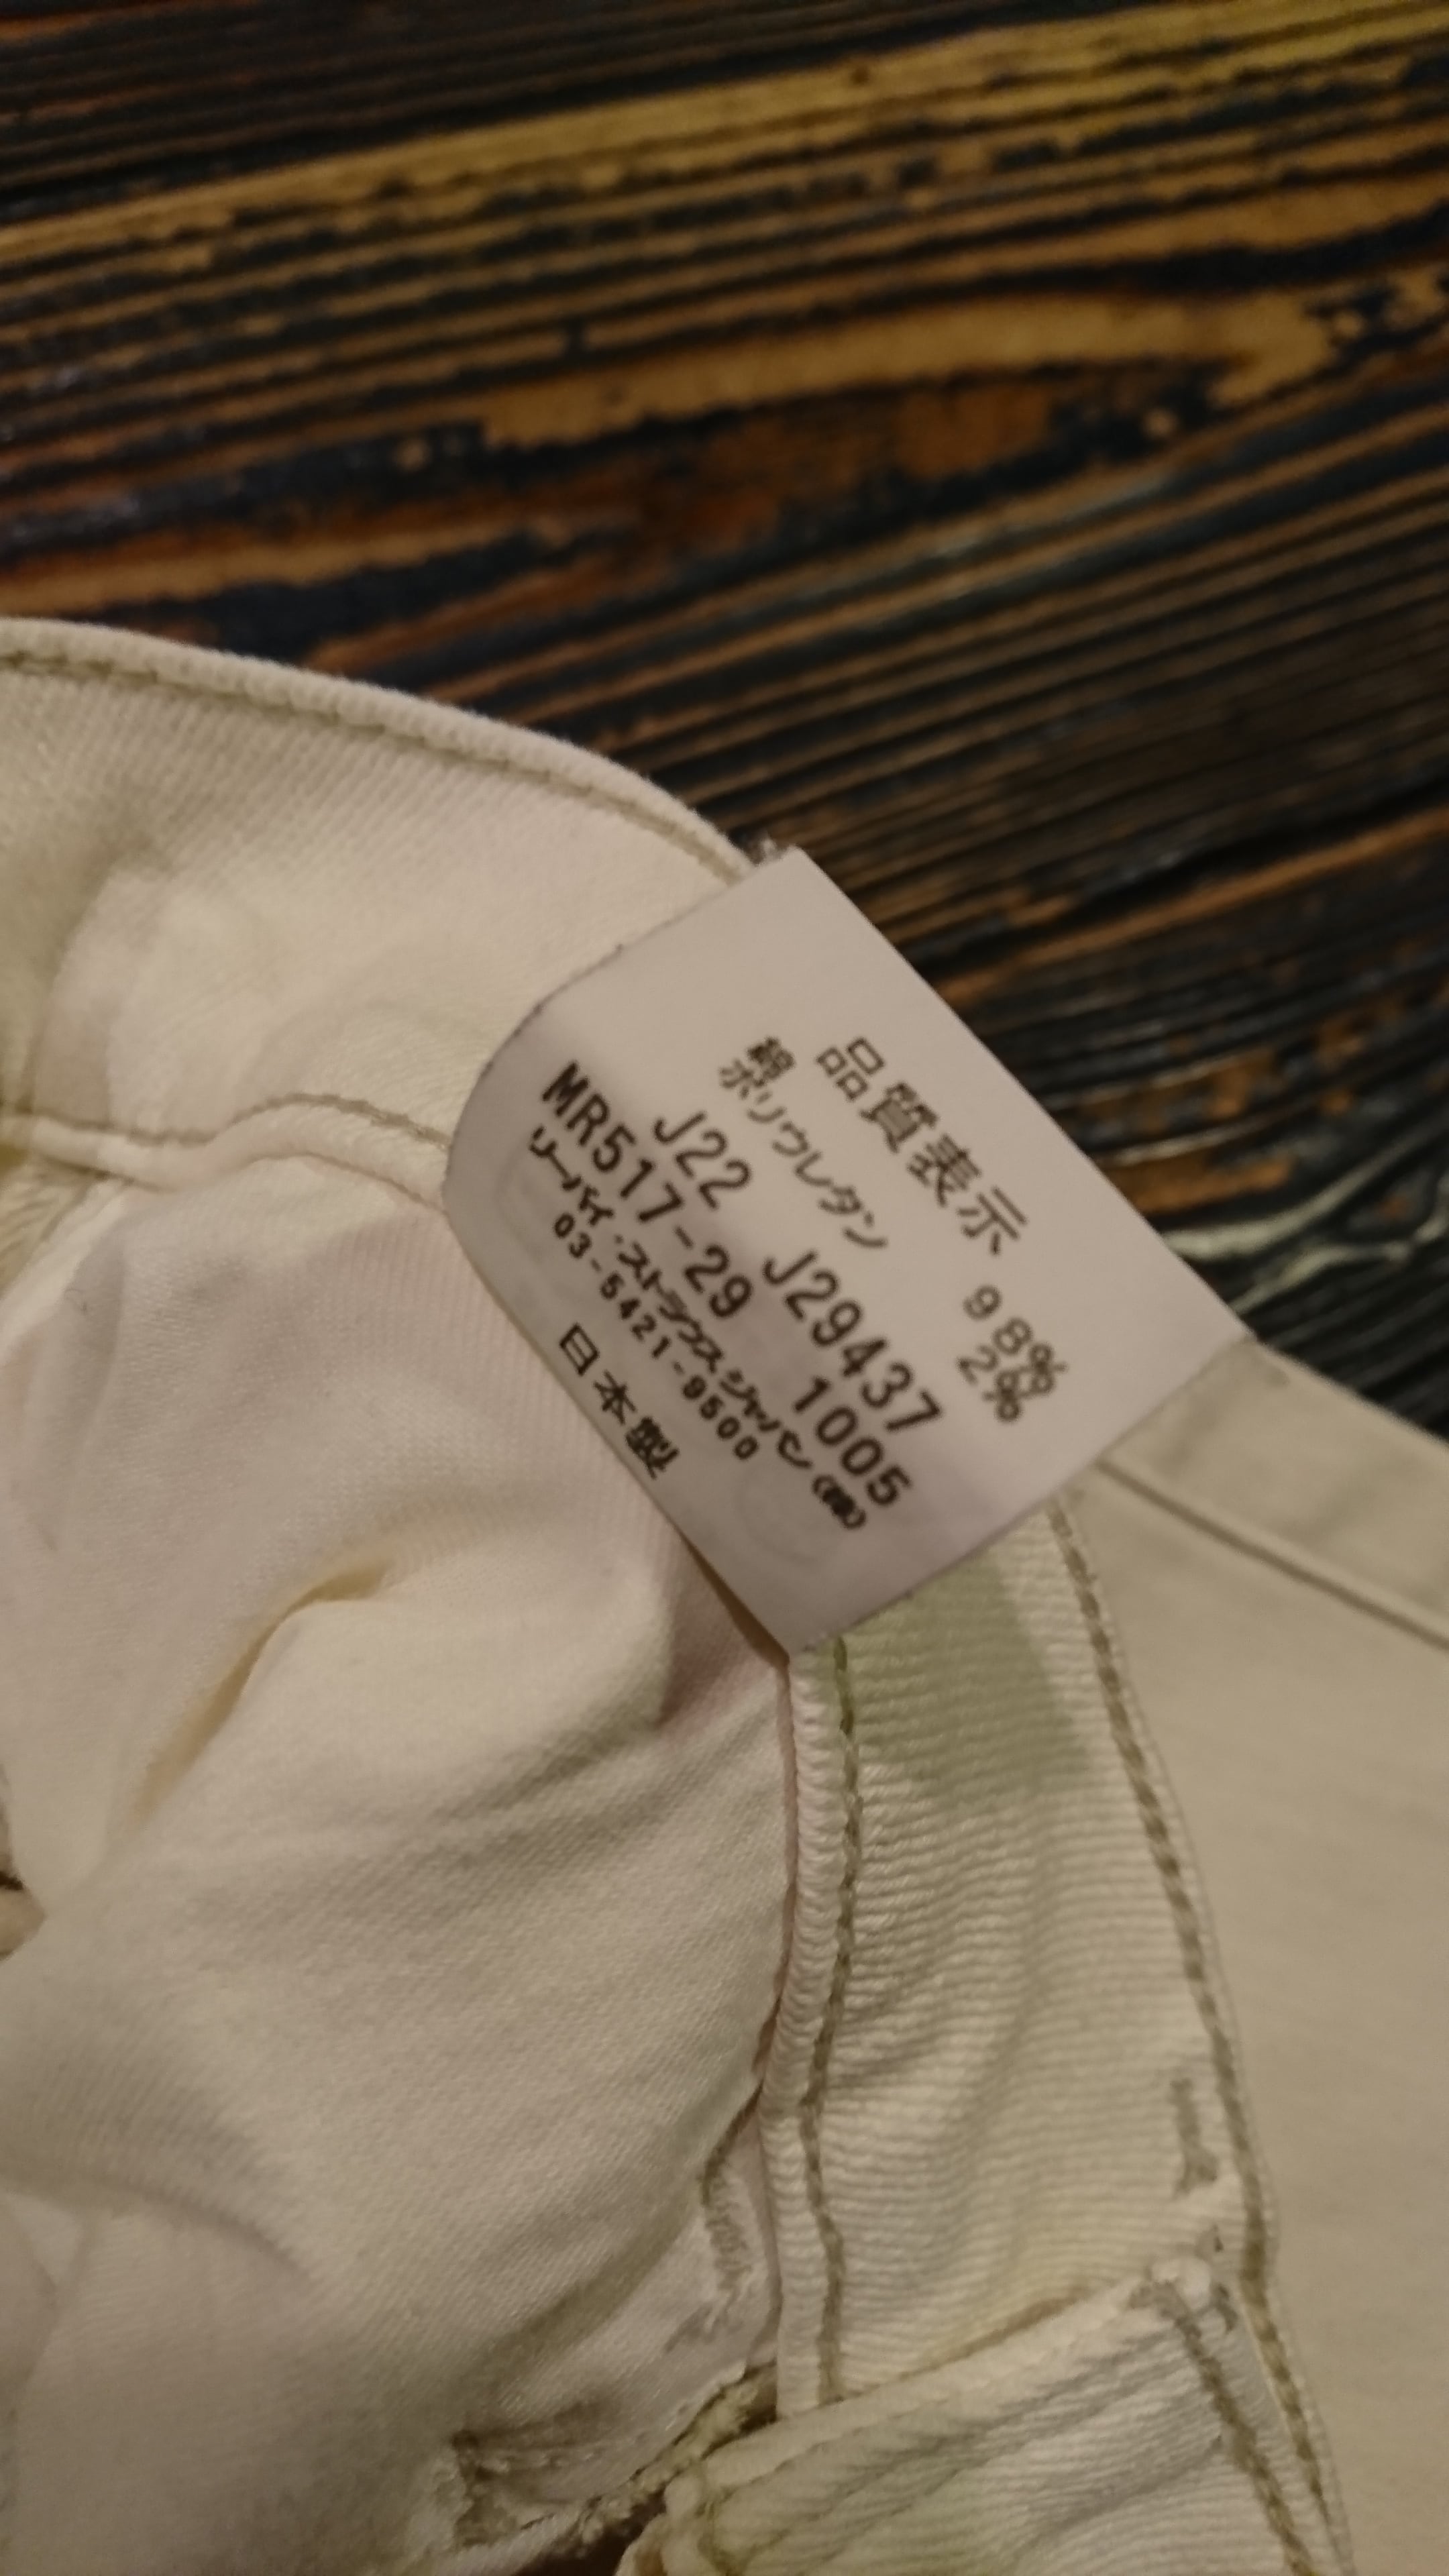 品質表示
綿 98%
ポリウレタン 2%
J22 J29437
MR517-29 1005
リーバイ・ストラウス ジャパン(株)
03-5421-9500
日本製